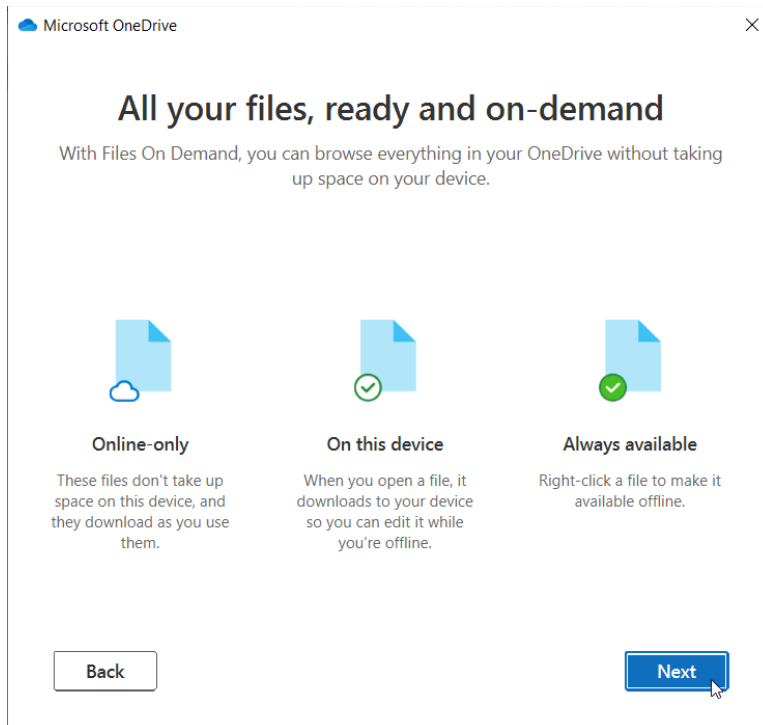 Microsoft OneDrive
All your files, ready and on-demand
With Files On Demand, you can browse everything in your OneDrive without taking
up space on your device.
Online-only
These files don't take up
space on this device, and
they download as you use
them.
On this device
When you open a file, it
downloads to your device
so you can edit it while
you're offline.
Always available
Right-click a file to make it
available offline.
Back
Next